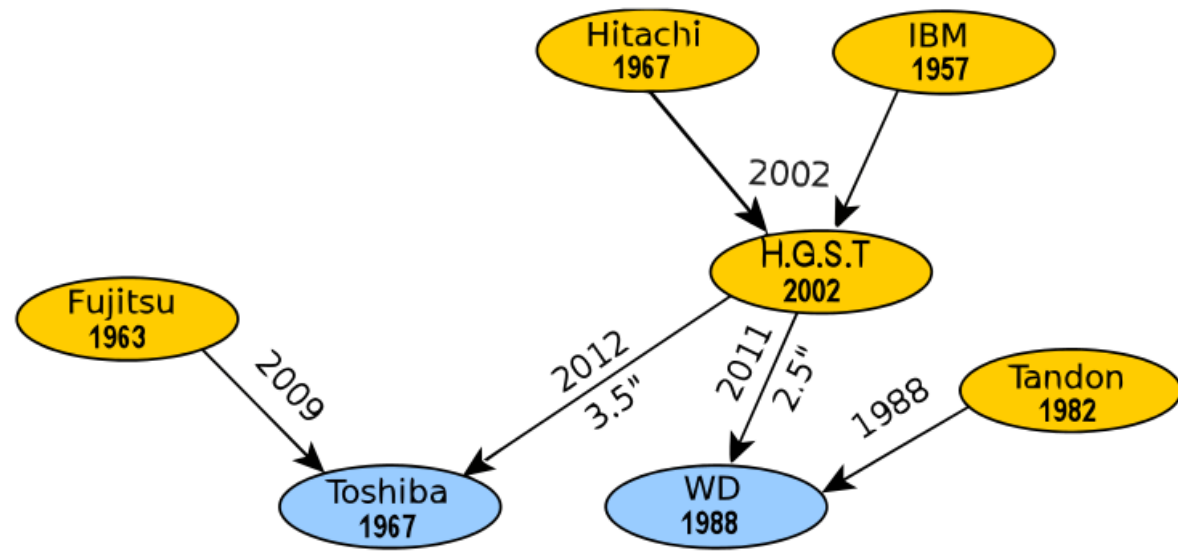 Hitachi
1967
IBM
1957
2002
H.G.S.T
2002
Fujitsu
1963
2009
2012
3.5"
2011
2.5"
1988
Tandon
1982
Toshiba
1967
WD
1988